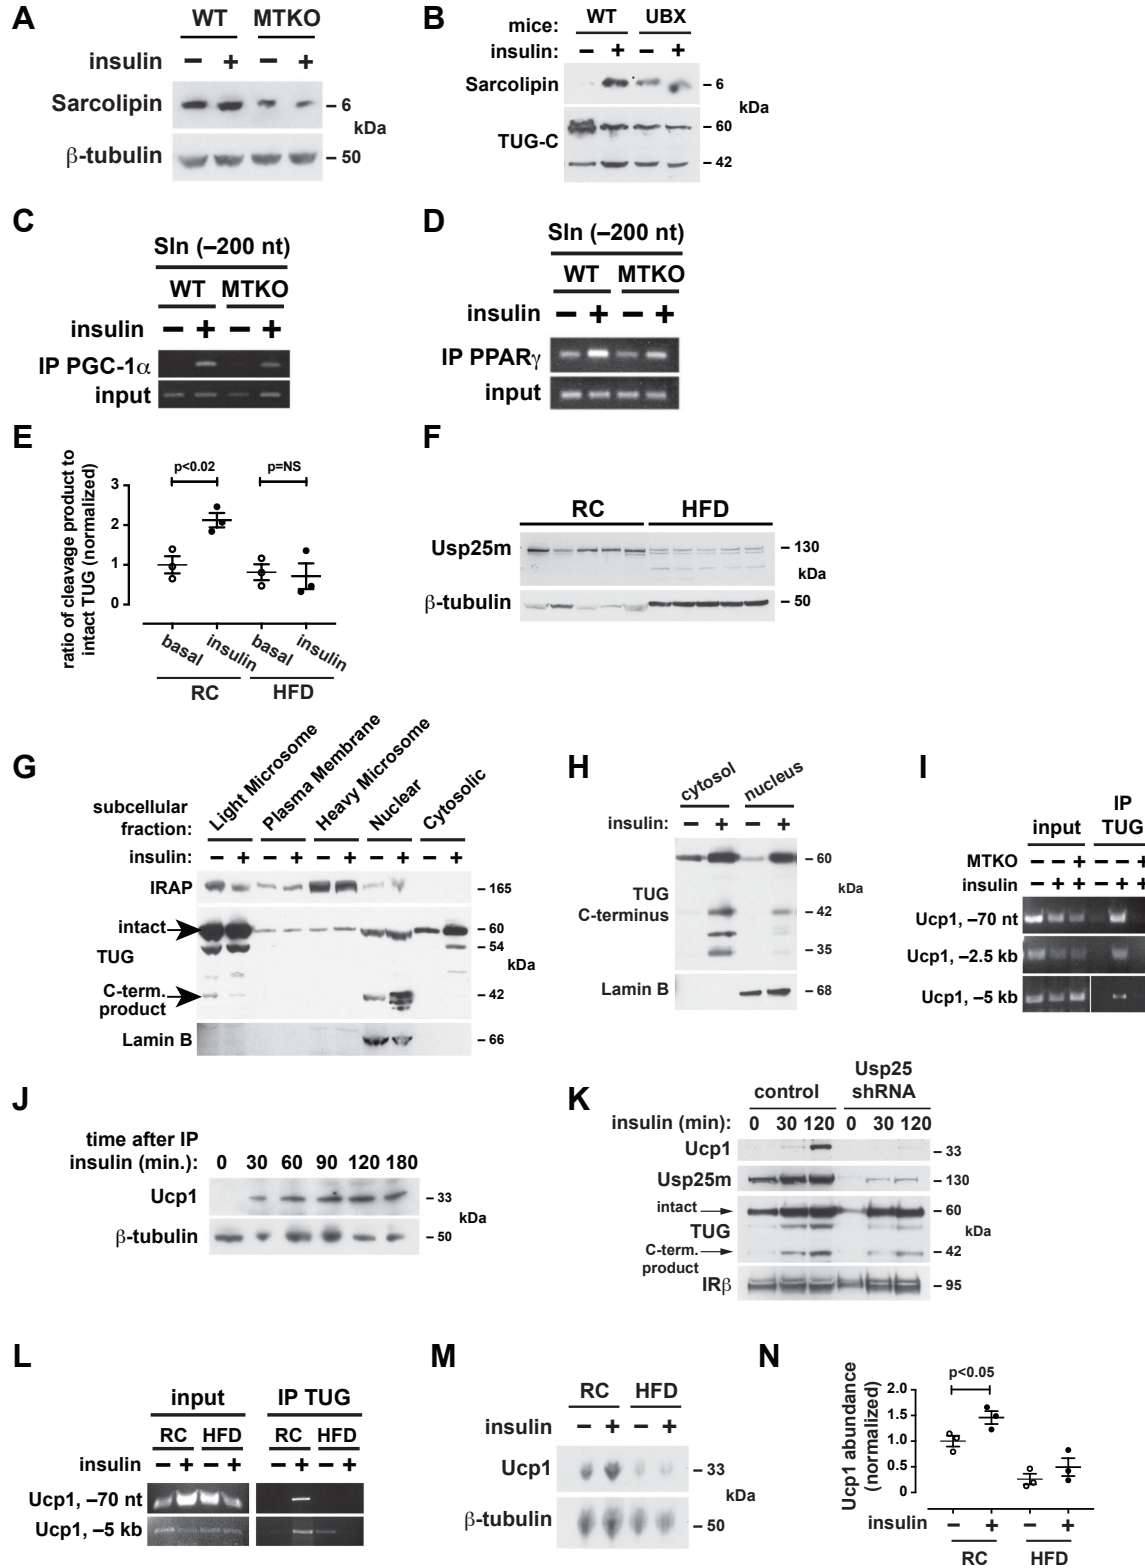 A
WT MTKO
insulin − + − +
Sarcolipin – 6
kDa
β-tubulin – 50
B
mice: WT UBX
insulin: − + − +
Sarcolipin – 6
kDa
TUG-C – 60
– 42
C
Sln (–200 nt)
WT MTKO
insulin − + − +
IP PGC-1α
input
D
Sln (–200 nt)
WT MTKO
insulin − + − +
IP PPARγ
input
E
ratio of cleavage product to
intact TUG (normalized)
p<0.02 p=NS
3
2
1
0
basal insulin basal insulin
RC HFD
F
RC HFD
Usp25m – 130
kDa
β-tubulin – 50
G
subcellular
fraction:
Light Microsome
Plasma Membrane
Heavy Microsome
Nuclear
Cytosolic
insulin: − + − + − + − + − +
IRAP – 165
intact – 60
TUG – 54
kDa
C-term.
product – 42
Lamin B – 66
H
cytosol nucleus
insulin: − + − +
– 60
TUG
C-terminus
kDa
– 42
– 35
Lamin B – 68
I
input IP
TUG
MTKO − − + − − +
insulin − + + − + +
Ucp1, –70 nt
Ucp1, –2.5 kb
Ucp1, –5 kb
J
time after IP
insulin (min.): 0 30 60 90 120 180
Ucp1 – 33
kDa
β-tubulin – 50
K
control Usp25
shRNA
insulin (min): 0 30 120 0 30 120
Ucp1 – 33
Usp25m – 130
intact – 60
TUG kDa
C-term.
product – 42
IRβ – 95
L
input IP TUG
RC HFD RC HFD
insulin − + − + − + − +
Ucp1, –70 nt
Ucp1, –5 kb
M
RC HFD
insulin − + − +
Ucp1 – 33
kDa
β-tubulin – 50
N
Ucp1 abundance
(normalized)
p<0.05
2.0
1.5
1.0
0.5
0
insulin − + − +
RC HFD